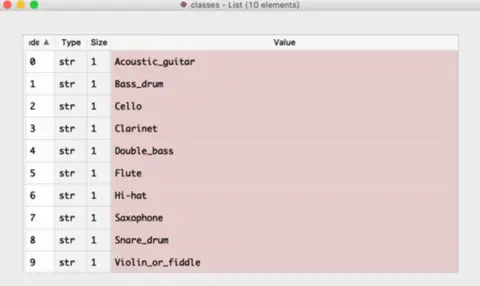 classes - List (10 elements)
ide Type Size Value
0 str 1 Acoustic_guitar
1 str 1 Bass_drum
2 str 1 Cello
3 str 1 Clarinet
4 str 1 Double_bass
5 str 1 Flute
6 str 1 Hi-hat
7 str 1 Saxophone
8 str 1 Snare_drum
9 str 1 Violin_or_fiddle